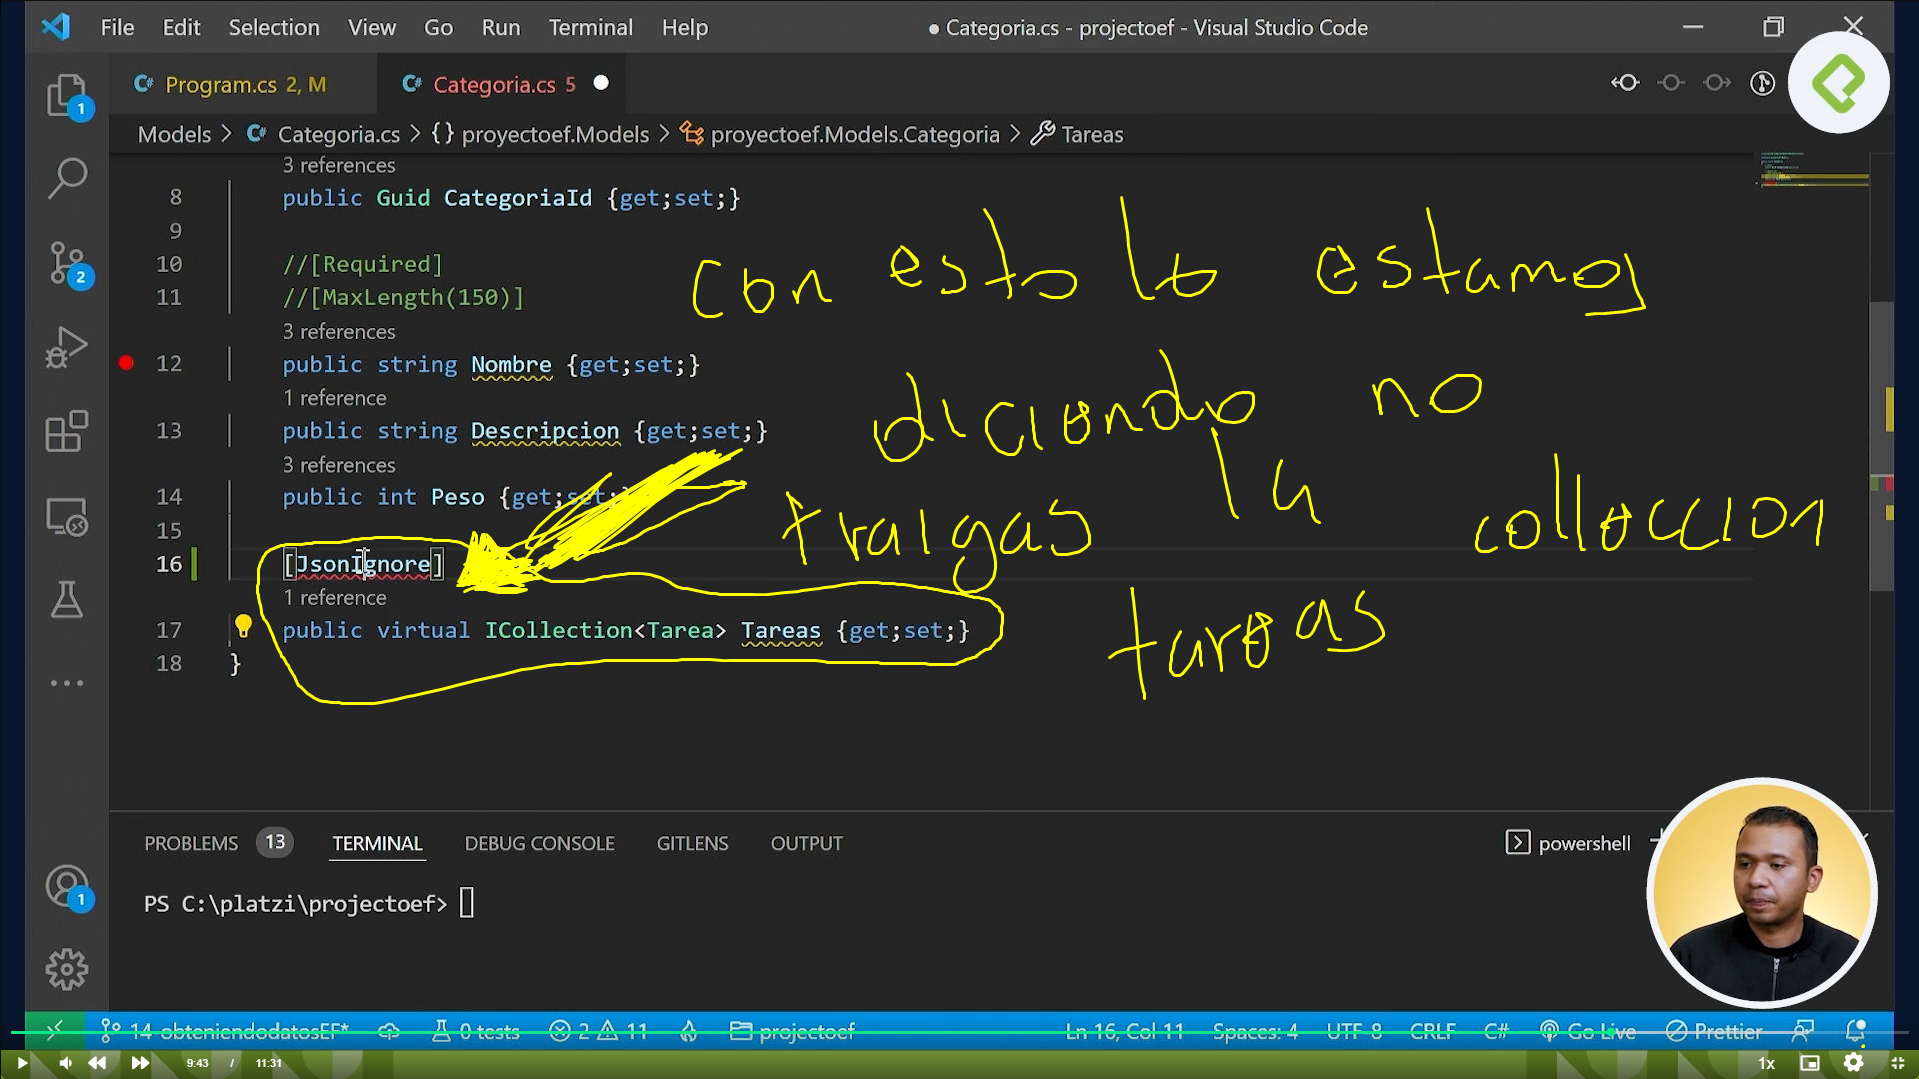 File Edit Selection View Go Run Terminal Help
● Categoria.cs - projectoef - Visual Studio Code
Program.cs 2, M
Categoria.cs 5
Models > Categoria.cs > {} proyectoef.Models > proyectoef.Models.Categoria > Tareas
3 references
8 public Guid CategoriaId {get;set;}
9
10 //[Required]
11 //[MaxLength(150)]
3 references
12 public string Nombre {get;set;}
1 reference
13 public string Descripcion {get;set;}
3 references
14 public int Peso {get;set;}
15
16 [JsonIgnore]
1 reference
17 public virtual ICollection<Tarea> Tareas {get;set;}
18 }
Con esto lo estamos
diciendo no
traigas la colleccion
tareas
1
2
1
PROBLEMS 13 TERMINAL DEBUG CONSOLE GITLENS OUTPUT
powershell
PS C:\platzi\projectoef>
14-obteniendodatosEF* 0 tests 2 11 projectoef Ln 16, Col 11 Spaces: 4 UTF-8 CRLF C# Go Live Prettier
9:43 / 11:31 1x